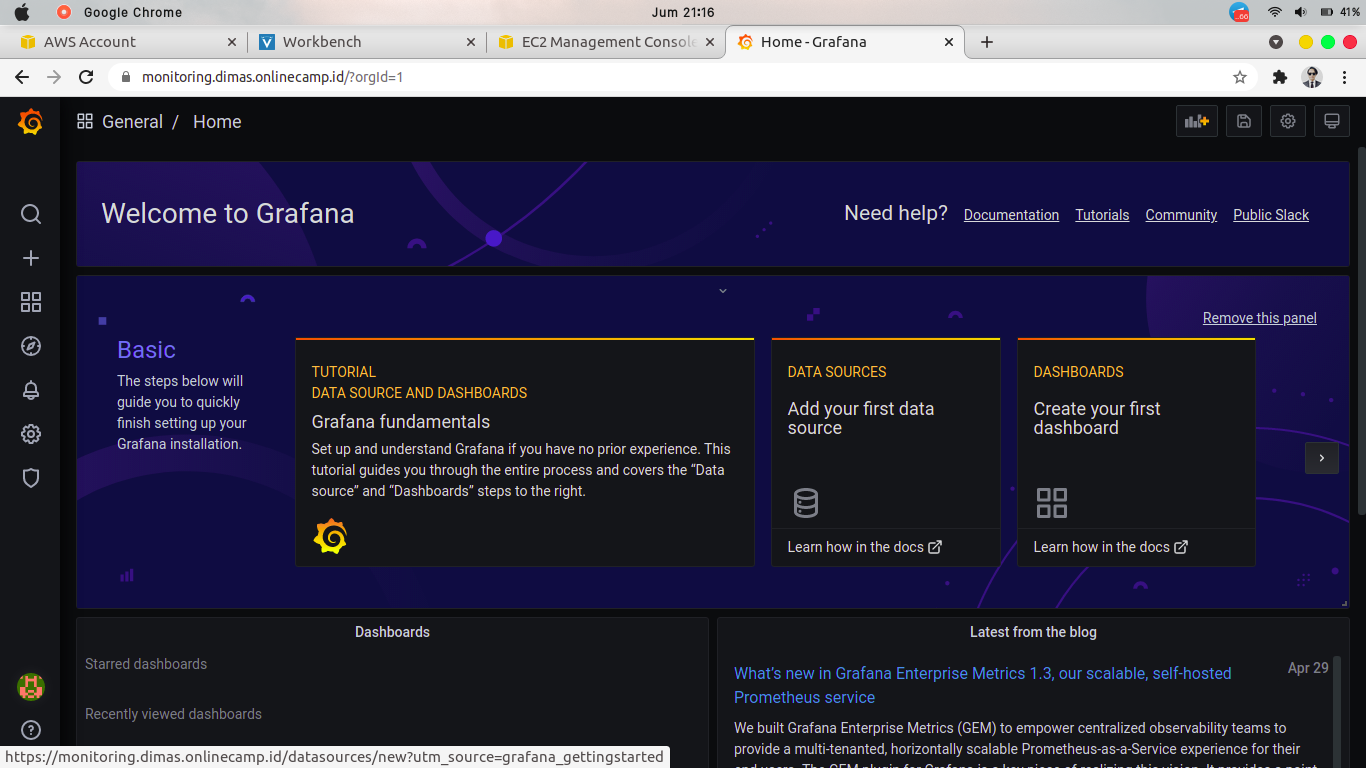 Google Chrome
Jum 21:16
41%
AWS Account
Workbench
EC2 Management Console
Home - Grafana
monitoring.dimas.onlinecamp.id/?orgId=1
General / Home
Welcome to Grafana
Need help? Documentation Tutorials Community Public Slack
Remove this panel
Basic
The steps below will
guide you to quickly
finish setting up your
Grafana installation.
TUTORIAL
DATA SOURCE AND DASHBOARDS
Grafana fundamentals
Set up and understand Grafana if you have no prior experience. This
tutorial guides you through the entire process and covers the “Data
source” and “Dashboards” steps to the right.
DATA SOURCES
Add your first data
source
Learn how in the docs
DASHBOARDS
Create your first
dashboard
Learn how in the docs
Dashboards
Starred dashboards
Recently viewed dashboards
Latest from the blog
What’s new in Grafana Enterprise Metrics 1.3, our scalable, self-hosted
Prometheus service
Apr 29
We built Grafana Enterprise Metrics (GEM) to empower centralized observability teams to
provide a multi-tenanted, horizontally scalable Prometheus-as-a-Service experience for their
https://monitoring.dimas.onlinecamp.id/datasources/new?utm_source=grafana_gettingstarted